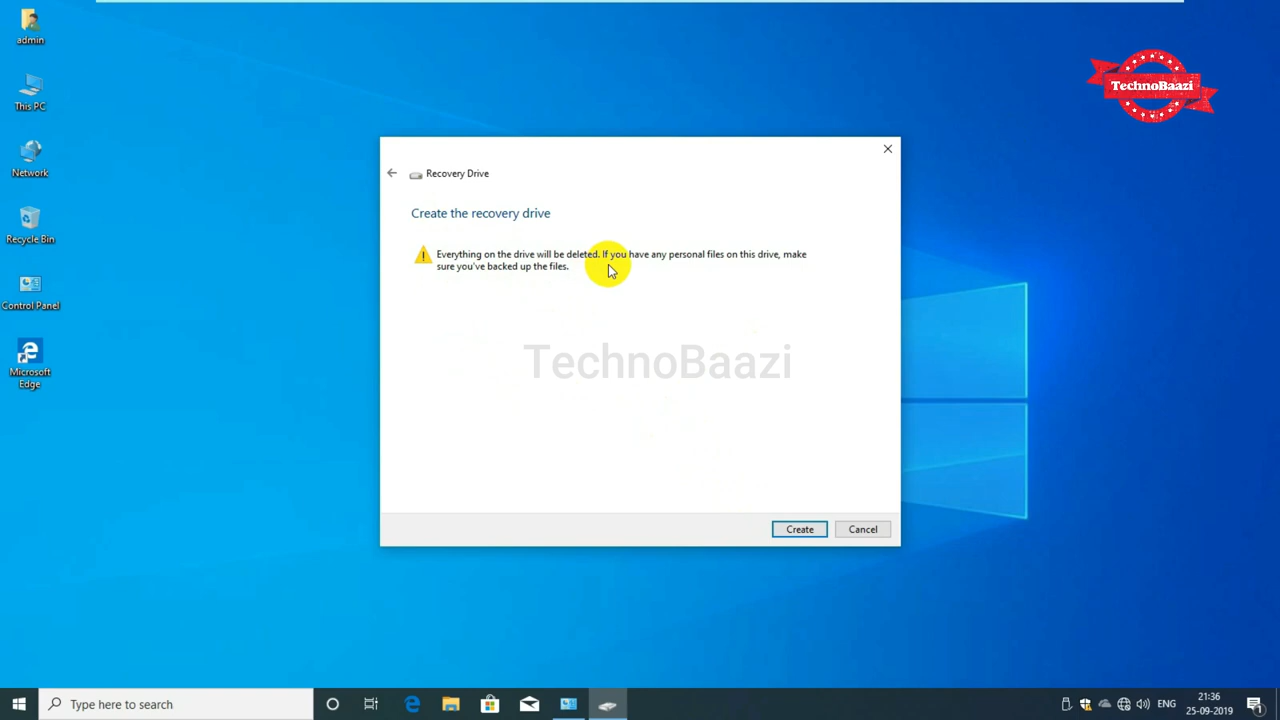 admin
This PC
Network
Recycle Bin
Control Panel
Microsoft
Edge
TechnoBaazi
Recovery Drive
Create the recovery drive
Everything on the drive will be deleted. If you have any personal files on this drive, make
sure you've backed up the files.
TechnoBaazi
Create
Cancel
Type here to search
ENG
21:36
25-09-2019
1